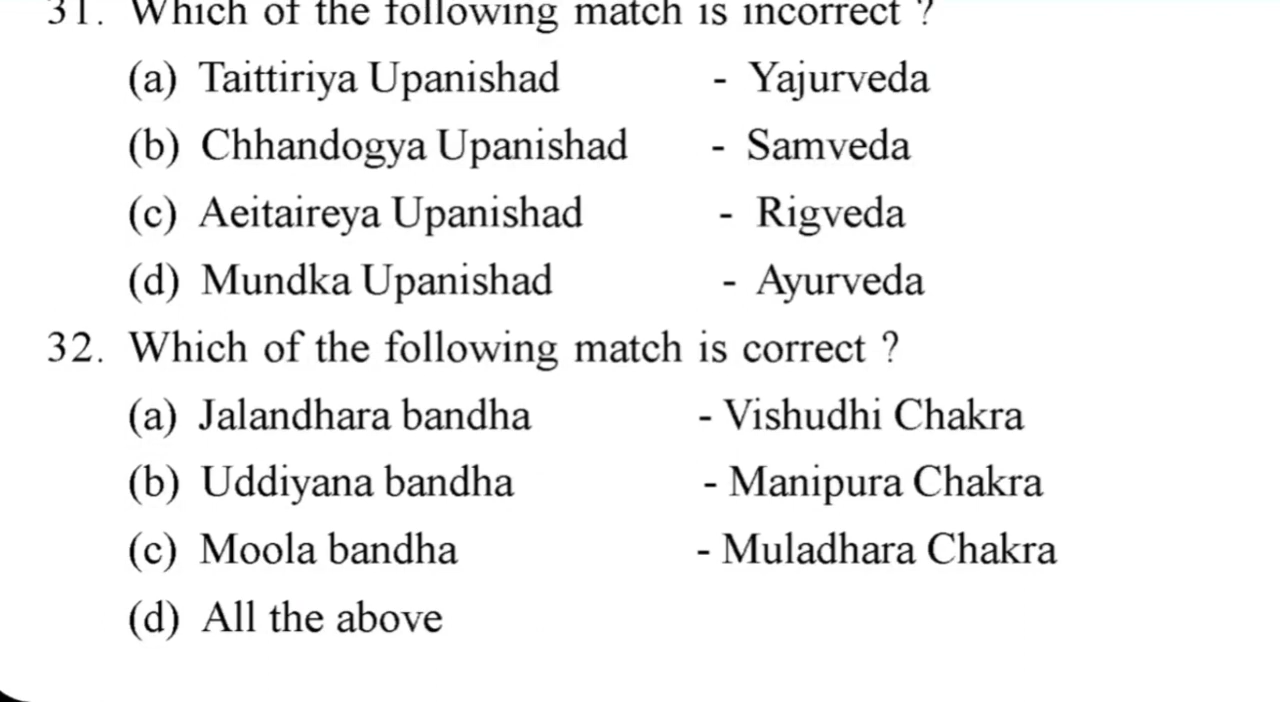 31. Which of the following match is incorrect ?
(a) Taittiriya Upanishad - Yajurveda
(b) Chhandogya Upanishad - Samveda
(c) Aeitaireya Upanishad - Rigveda
(d) Mundka Upanishad - Ayurveda
32. Which of the following match is correct ?
(a) Jalandhara bandha - Vishudhi Chakra
(b) Uddiyana bandha - Manipura Chakra
(c) Moola bandha - Muladhara Chakra
(d) All the above